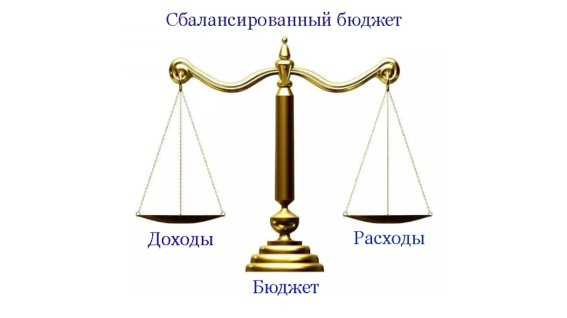 Сбалансированный бюджет
Доходы
Расходы
Бюджет